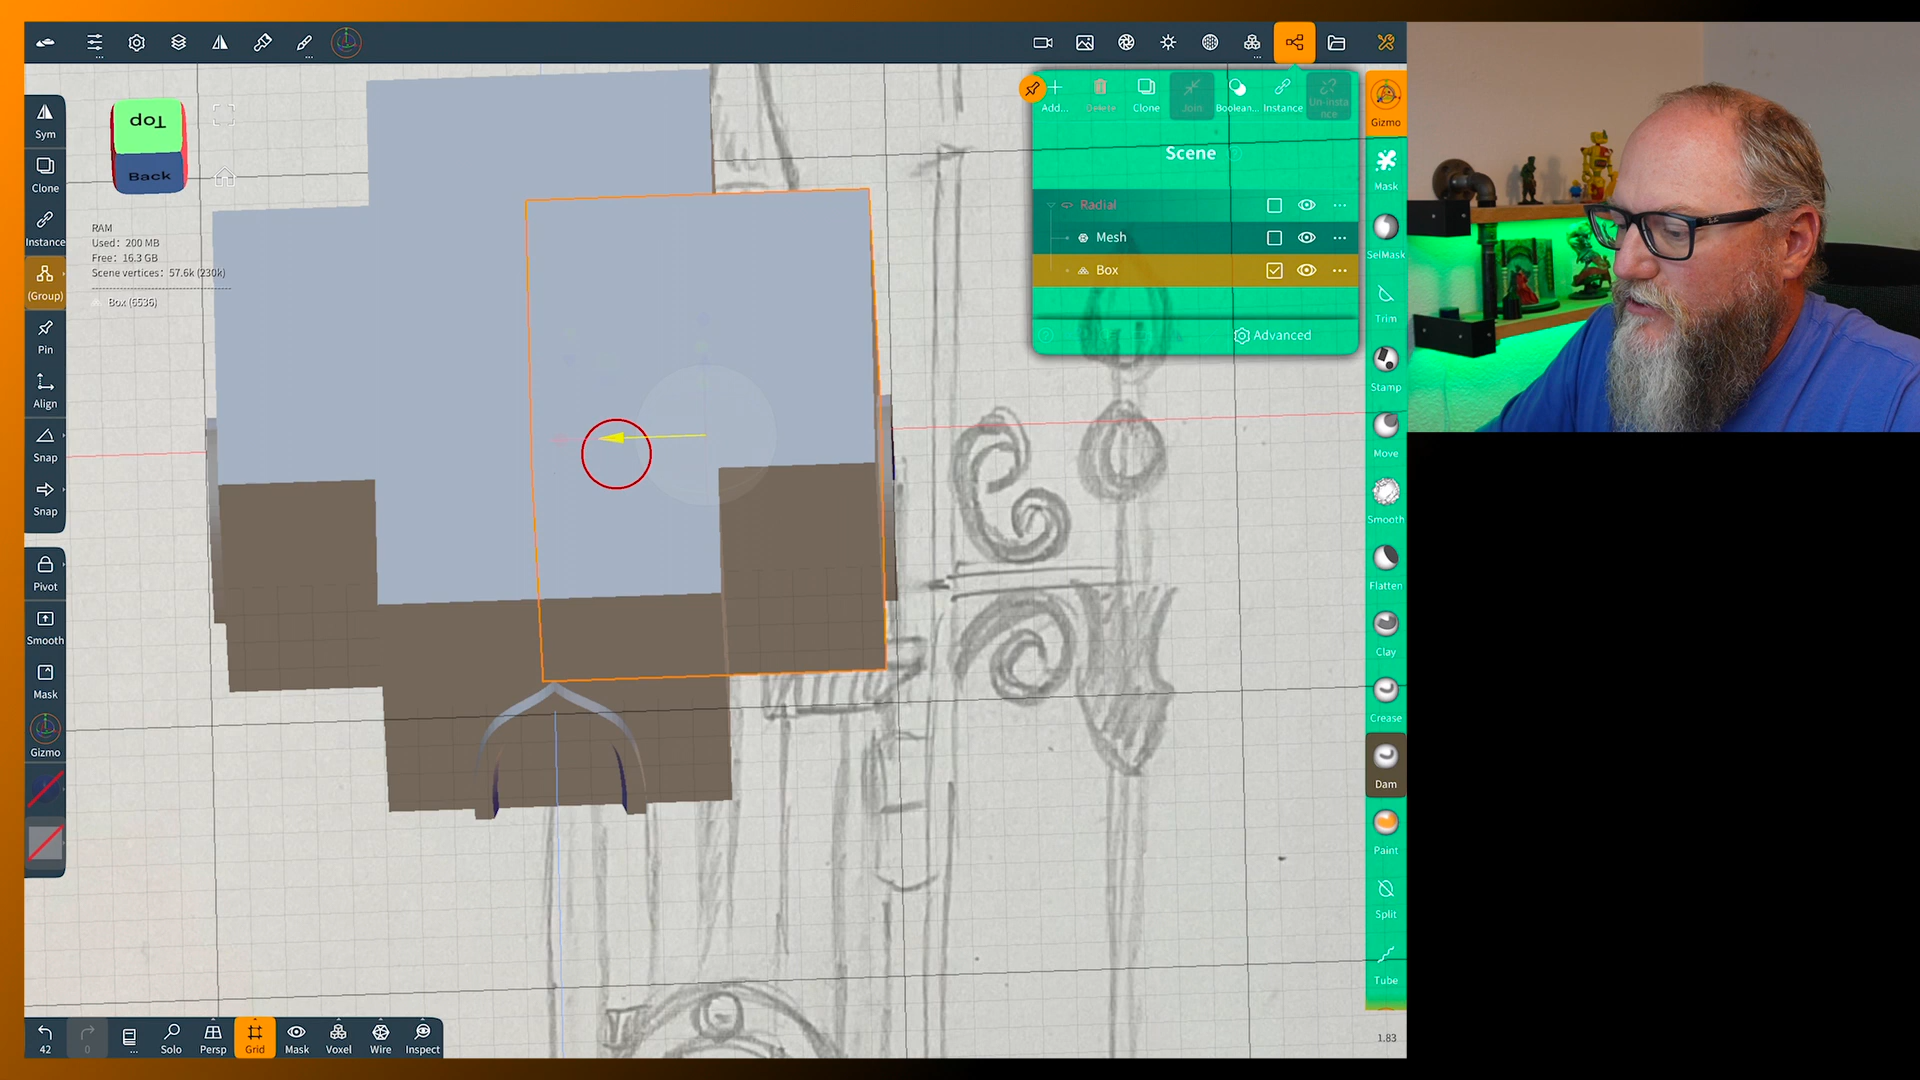 Add...
Delete
Clone
Join
Boolean...
Instance
Un-insta
nce
Scene
Radial
Mesh
Box
Advanced
Top
Back
RAM
Used: 200 MB
Free: 16.3 GB
Scene vertices: 57.6k (230k)
Box (6536)
Sym
Clone
Instance
(Group)
Pin
Align
Snap
Snap
Pivot
Smooth
Mask
Gizmo
Gizmo
Mask
SelMask
Trim
Stamp
Move
Smooth
Flatten
Clay
Crease
Dam
Paint
Split
Tube
1.83
42
0
...
Solo
Persp
Grid
Mask
Voxel
Wire
Inspect